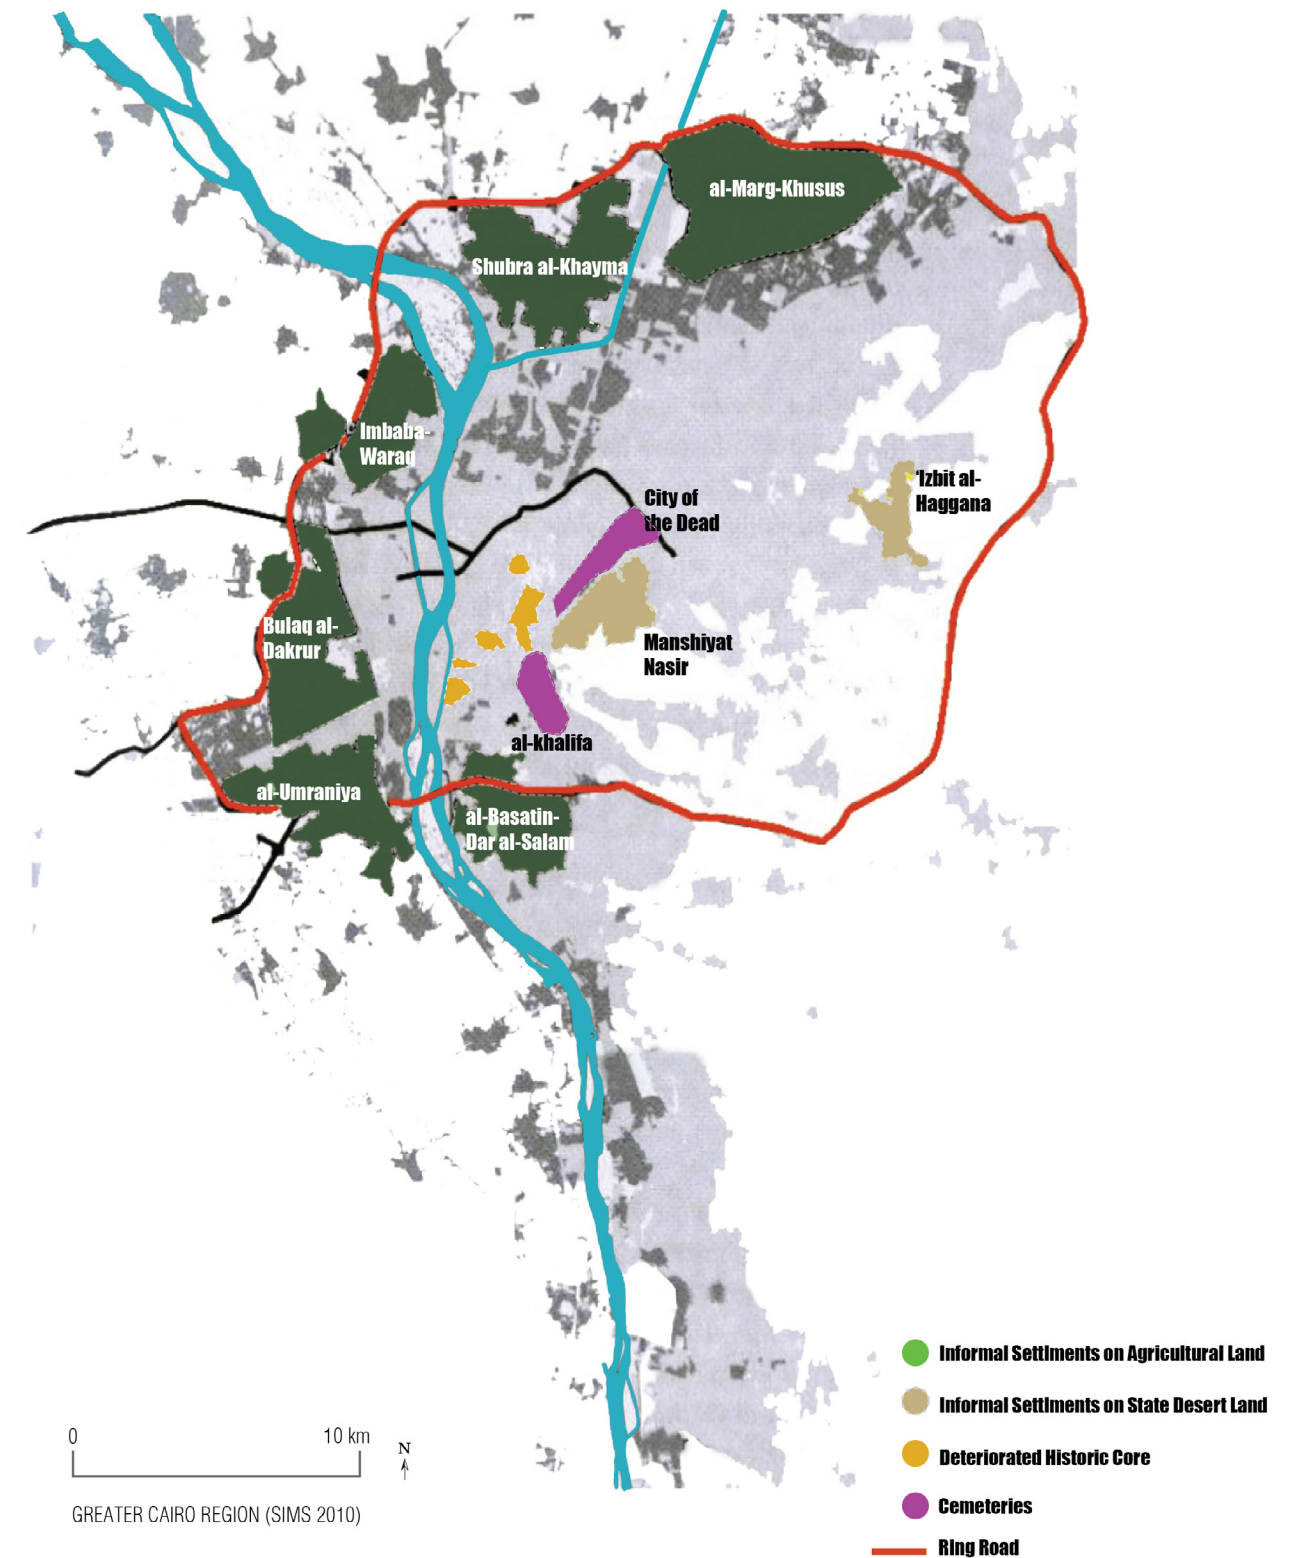 al-Marg-Khusus
Shubra al-Khayma
Imbaba-
Waraq
City of
the Dead
'Izbit al-
Haggana
Bulaq al-
Dakrur
Manshiyat
Nasir
al-khalifa
al-Umraniya
al-Basatin-
Dar al-Salam
Informal Settlments on Agricultural Land
Informal Settlments on State Desert Land
Deteriorated Historic Core
Cemeteries
Ring Road
0 10 km
N
GREATER CAIRO REGION (SIMS 2010)